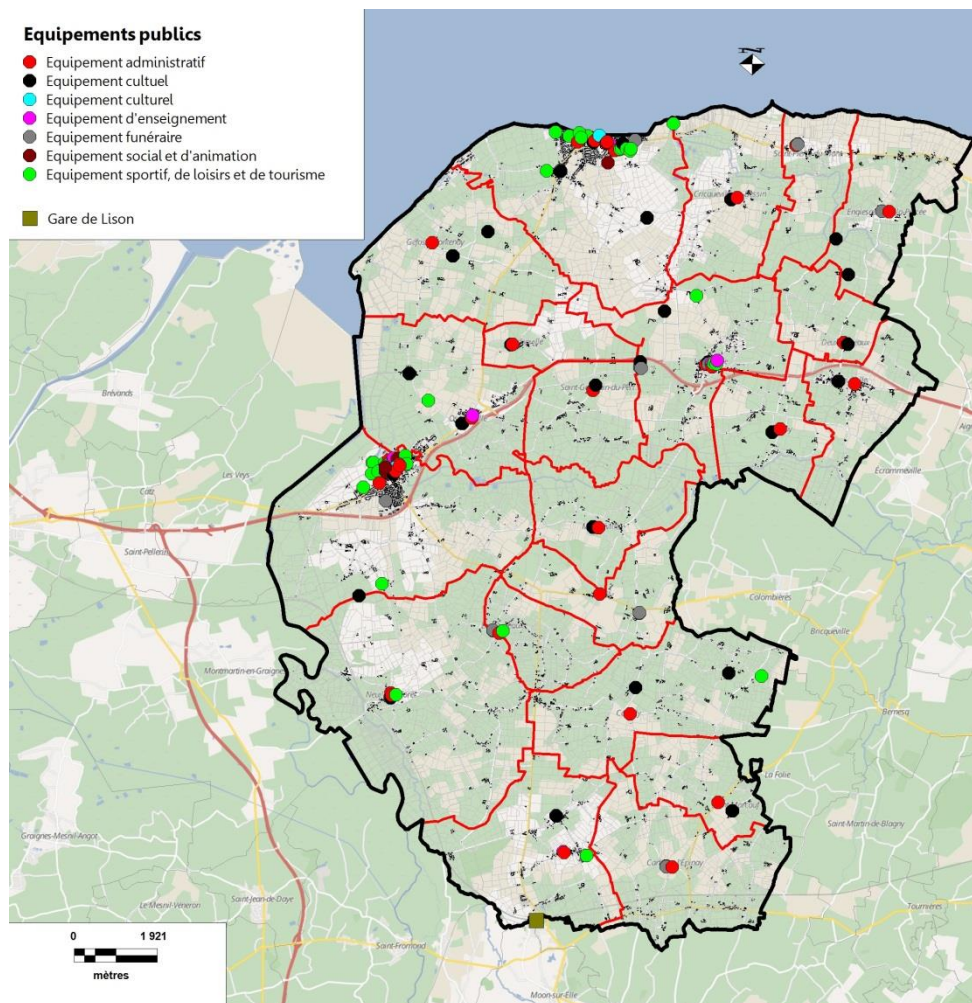 Equipements publics
Equipement administratif
Equipement cultuel
Equipement culturel
Equipement d'enseignement
Equipement funéraire
Equipement social et d'animation
Equipement sportif, de loisirs et de tourisme
Gare de Lison
Brévands
Les Veys
Catz
Saint-Pellerin
Ecrammeville
Colombières
Bricqueville
Montmartin-en-Graignes
Bernesq
La Folie
Saint-Martin-de-Blagny
Graignes-Mesnil-Angot
Le Mesnil-Véneron
Saint-Jean-de-Daye
Tournières
Saint-Fromond
Moon-sur-Elle
0 1 921
mètres